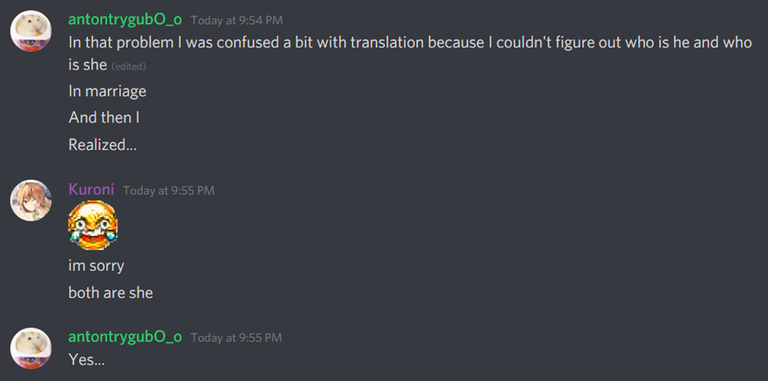 antontrygubO_o Today at 9:54 PM
In that problem I was confused a bit with translation because I couldn't figure out who is he and who
is she (edited)
In marriage
And then I
Realized...
Kuroni Today at 9:55 PM
im sorry
both are she
antontrygubO_o Today at 9:55 PM
Yes...